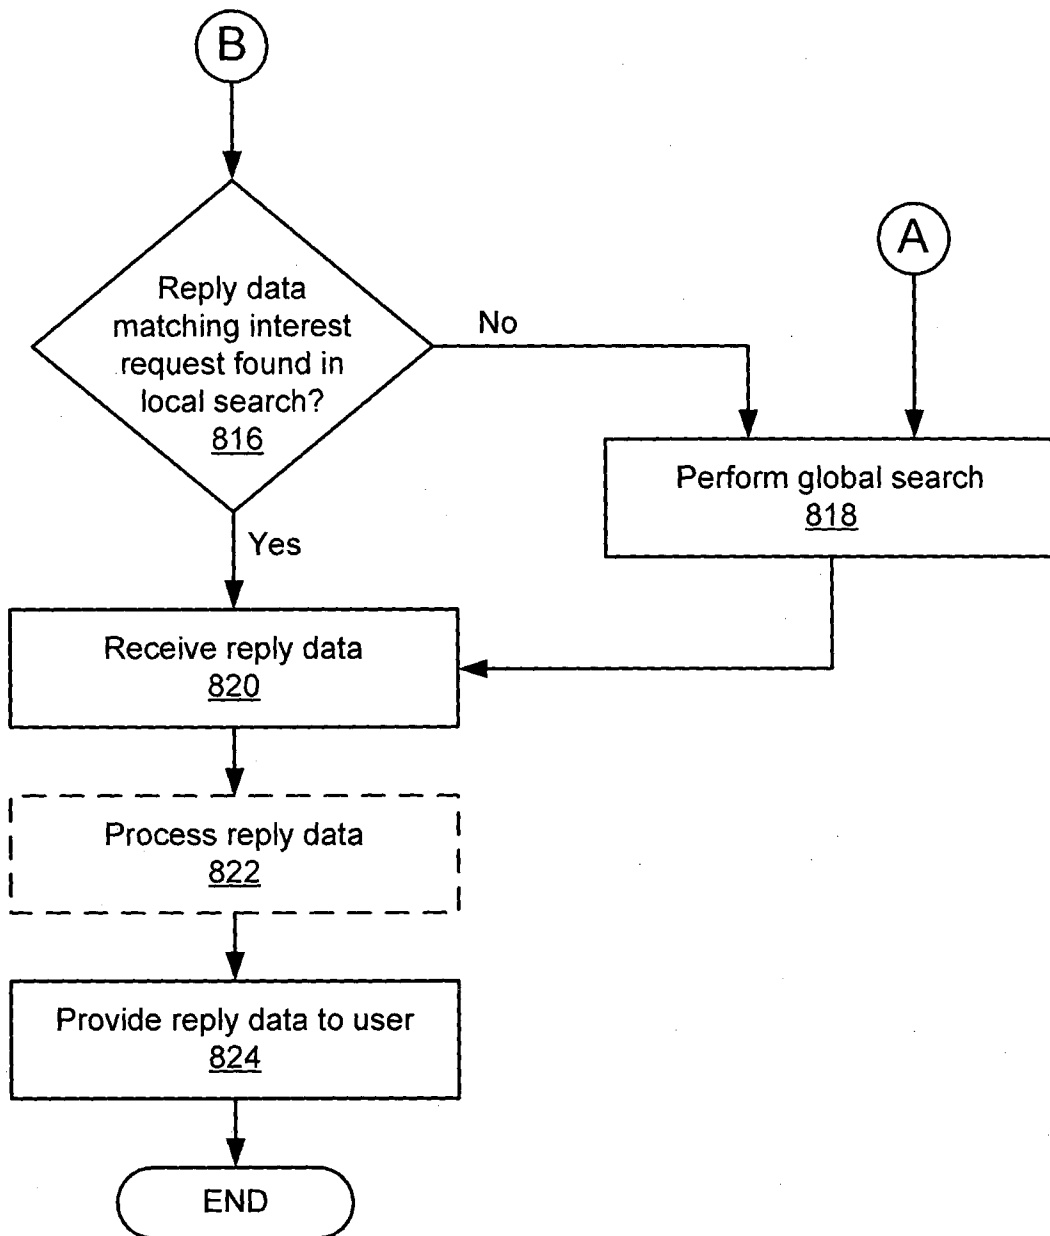 B
A
Reply data
matching interest
request found in
local search?
816
No
Perform global search
818
Yes
Receive reply data
820
Process reply data
822
Provide reply data to user
824
END